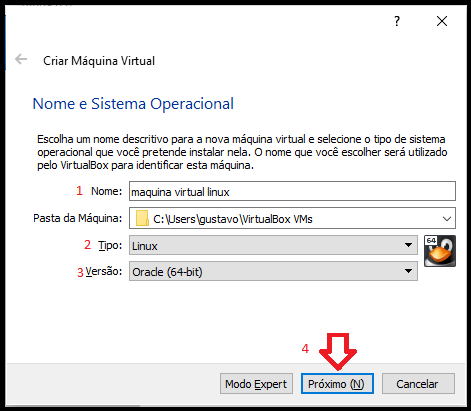 ?
Criar Máquina Virtual
Nome e Sistema Operacional
Escolha um nome descritivo para a nova máquina virtual e selecione o tipo de sistema
operacional que você pretende instalar nela. O nome que você escolher será utilizado
pelo VirtualBox para identificar esta máquina.
1 Nome: maquina virtual linux
Pasta da Máquina: C:\Users\gustavo\VirtualBox VMs
2 Tipo: Linux
64
3 Versão: Oracle (64-bit)
4
Modo Expert Próximo (N) Cancelar